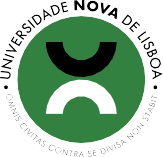 UNIVERSIDADE NOVA DE LISBOA
OMNIS CIVITAS CONTRA SE DIVISA NON STABIT